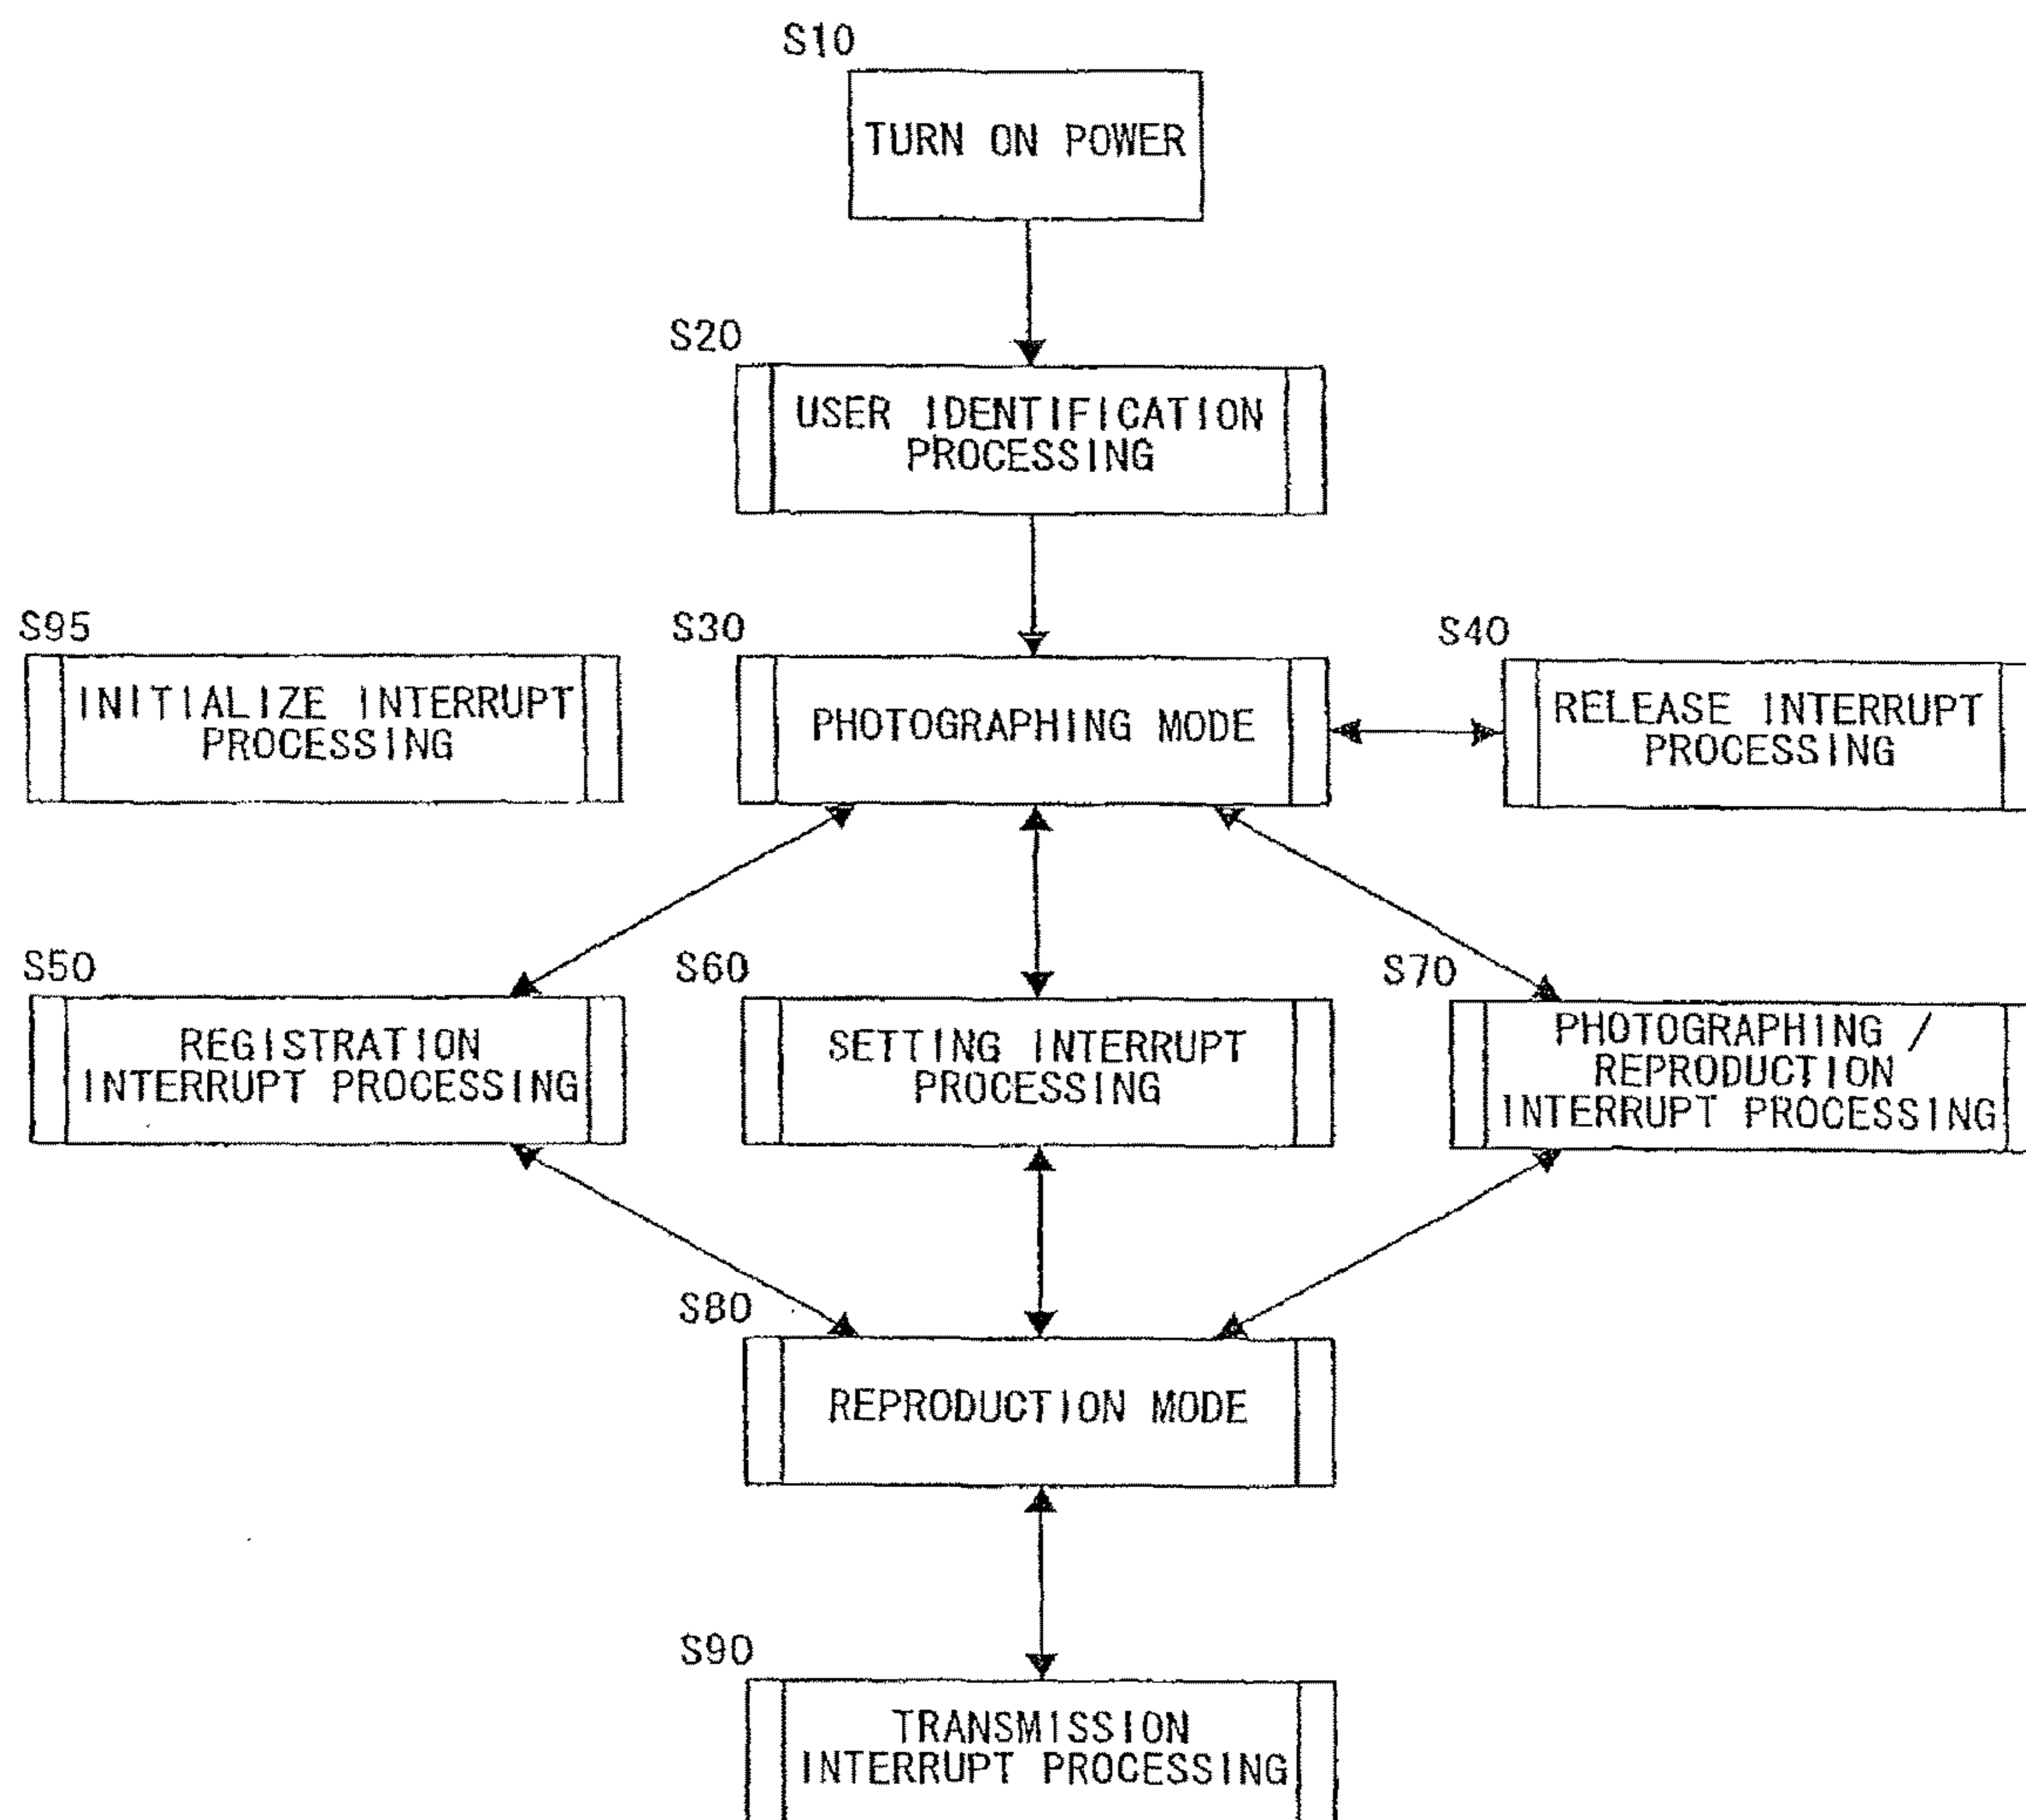 S10
TURN ON POWER
S20
USER IDENTIFICATION
PROCESSING
S95
INITIALIZE INTERRUPT
PROCESSING
S30
PHOTOGRAPHING MODE
S40
RELEASE INTERRUPT
PROCESSING
S50
REGISTRATION
INTERRUPT PROCESSING
S60
SETTING INTERRUPT
PROCESSING
S70
PHOTOGRAPHING /
REPRODUCTION
INTERRUPT PROCESSING
S80
REPRODUCTION MODE
S90
TRANSMISSION
INTERRUPT PROCESSING